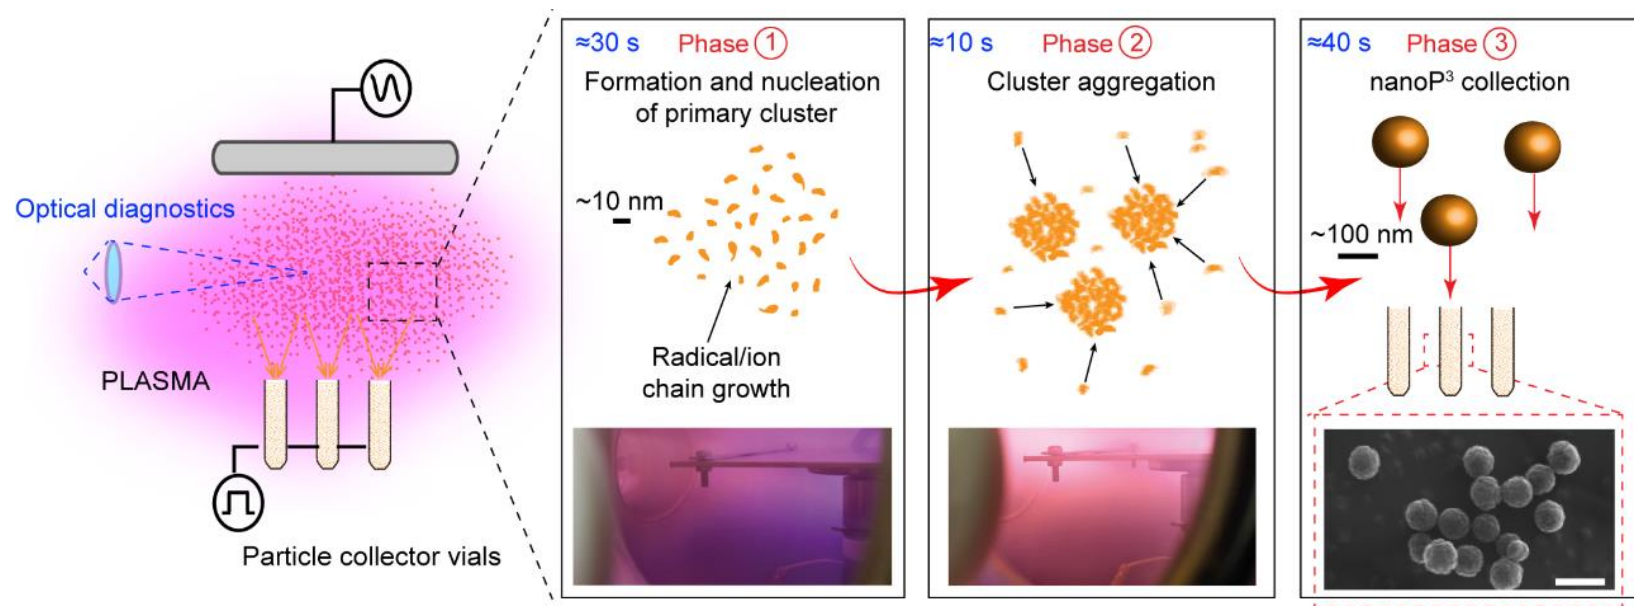 Optical diagnostics
PLASMA
Particle collector vials
≈30 s Phase 1
Formation and nucleation
of primary cluster
~10 nm
Radical/ion
chain growth
≈10 s Phase 2
Cluster aggregation
≈40 s Phase 3
nanoP³ collection
~100 nm